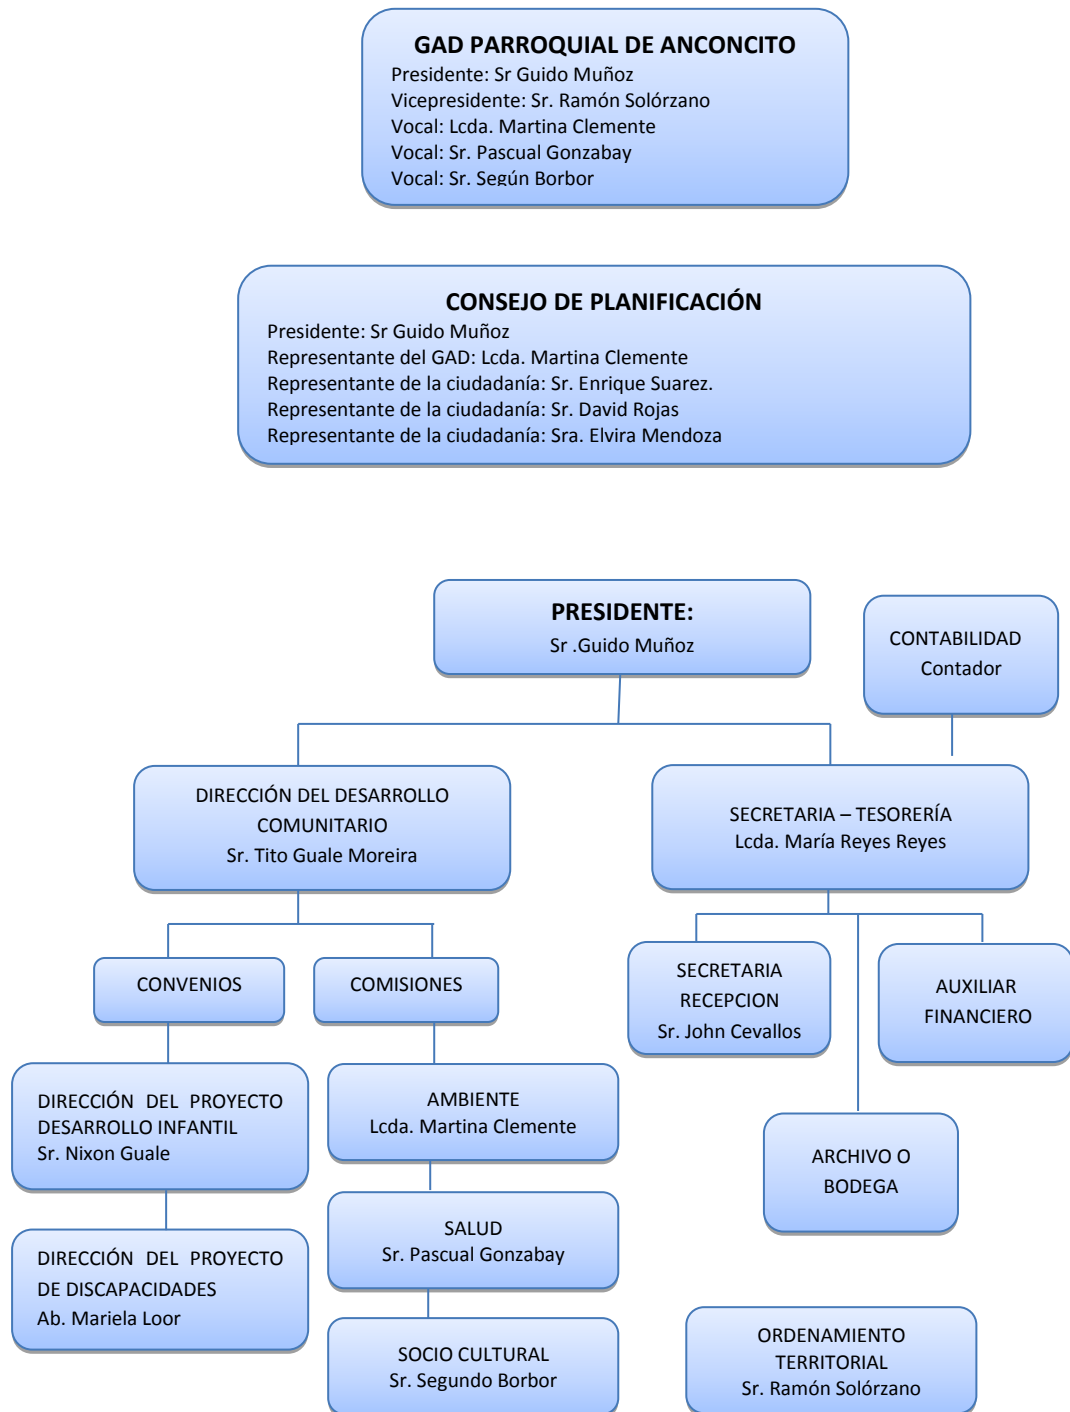 GAD PARROQUIAL DE ANCONCITO
Presidente: Sr Guido Muñoz
Vicepresidente: Sr. Ramón Solórzano
Vocal: Lcda. Martina Clemente
Vocal: Sr. Pascual Gonzabay
Vocal: Sr. Según Borbor
CONSEJO DE PLANIFICACIÓN
Presidente: Sr Guido Muñoz
Representante del GAD: Lcda. Martina Clemente
Representante de la ciudadanía: Sr. Enrique Suarez.
Representante de la ciudadanía: Sr. David Rojas
Representante de la ciudadanía: Sra. Elvira Mendoza
PRESIDENTE:
Sr .Guido Muñoz
CONTABILIDAD
Contador
DIRECCIÓN DEL DESARROLLO
COMUNITARIO
Sr. Tito Guale Moreira
SECRETARIA – TESORERÍA
Lcda. María Reyes Reyes
CONVENIOS
COMISIONES
SECRETARIA
RECEPCION
Sr. John Cevallos
AUXILIAR
FINANCIERO
DIRECCIÓN DEL PROYECTO
DESARROLLO INFANTIL
Sr. Nixon Guale
AMBIENTE
Lcda. Martina Clemente
ARCHIVO O
BODEGA
DIRECCIÓN DEL PROYECTO
DE DISCAPACIDADES
Ab. Mariela Loor
SALUD
Sr. Pascual Gonzabay
SOCIO CULTURAL
Sr. Segundo Borbor
ORDENAMIENTO
TERRITORIAL
Sr. Ramón Solórzano